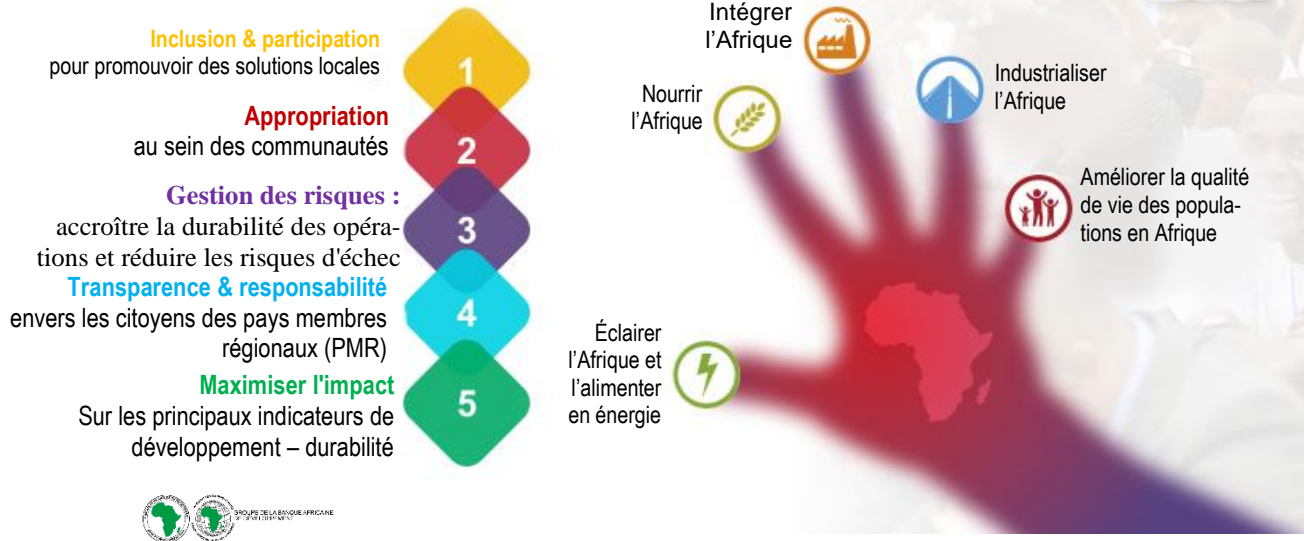 Inclusion & participation
pour promouvoir des solutions locales
1
Appropriation
au sein des communautés
2
Gestion des risques :
accroître la durabilité des opéra-
tions et réduire les risques d'échec
3
Transparence & responsabilité
envers les citoyens des pays membres
régionaux (PMR)
4
Maximiser l'impact
Sur les principaux indicateurs de
développement – durabilité
5
GROUPE DE LA BANQUE AFRICAINE
DE DÉVELOPPEMENT
Intégrer
l'Afrique
Nourrir
l'Afrique
Industrialiser
l'Afrique
Améliorer la qualité
de vie des popula-
tions en Afrique
Éclairer
l'Afrique et
l'alimenter
en énergie